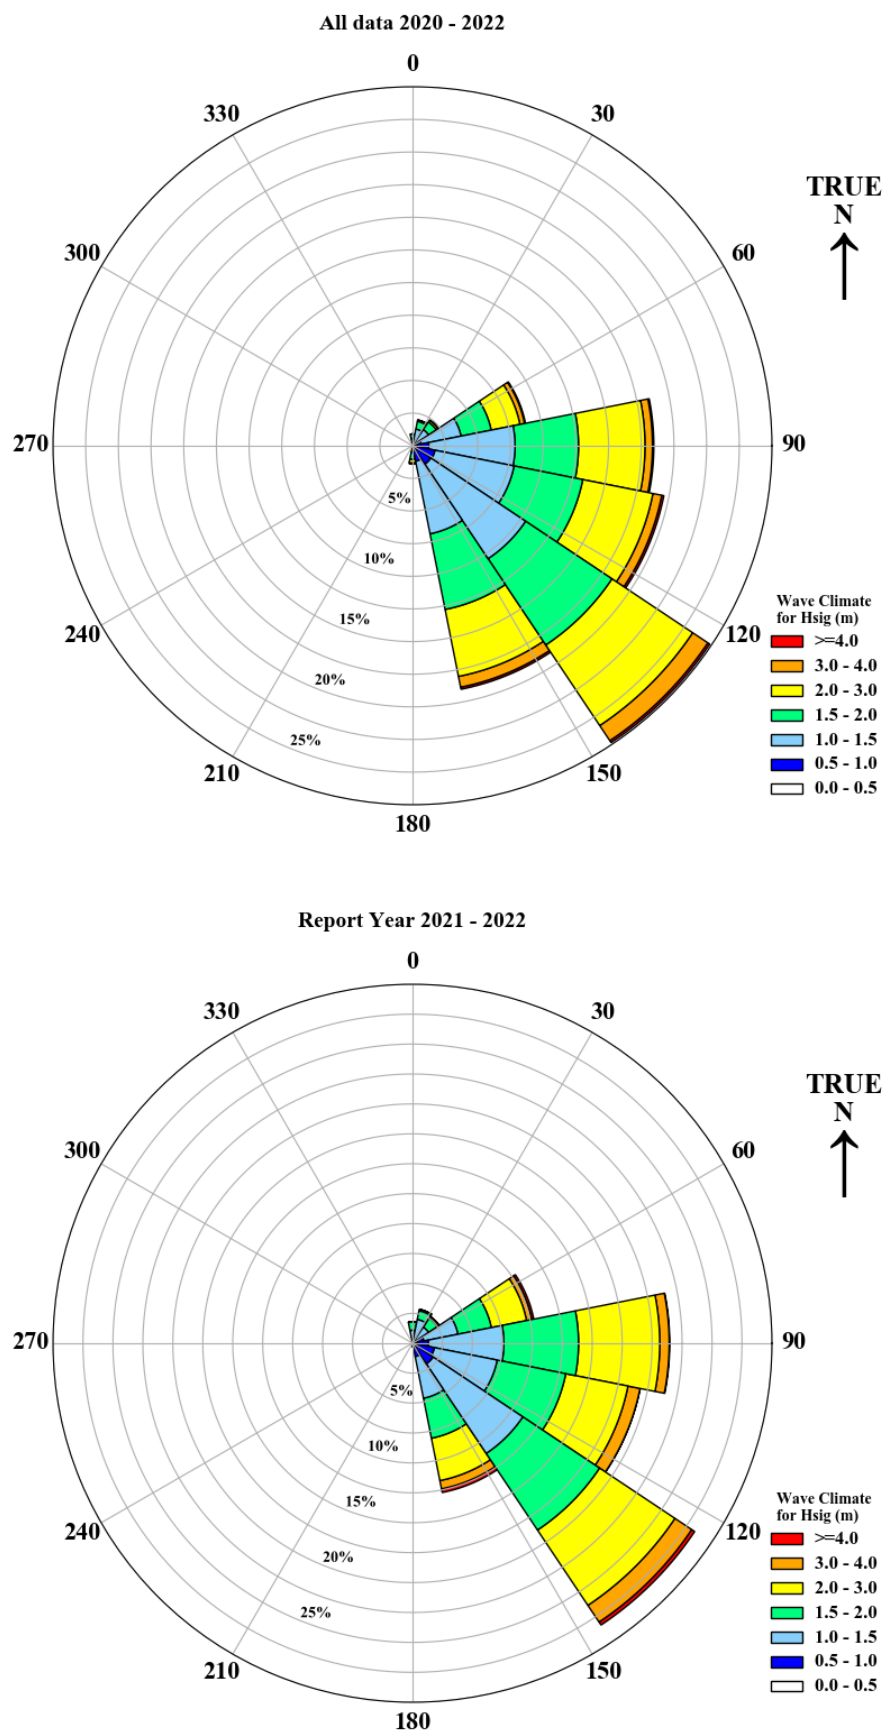 All data 2020 - 2022
0
330
30
TRUE
N
300
60
270
90
5%
10%
15%
20%
25%
240
120
210
150
180
Wave Climate
for Hsig (m)
>=4.0
3.0 - 4.0
2.0 - 3.0
1.5 - 2.0
1.0 - 1.5
0.5 - 1.0
0.0 - 0.5
Report Year 2021 - 2022
0
330
30
TRUE
N
300
60
270
90
5%
10%
15%
20%
25%
240
120
210
150
180
Wave Climate
for Hsig (m)
>=4.0
3.0 - 4.0
2.0 - 3.0
1.5 - 2.0
1.0 - 1.5
0.5 - 1.0
0.0 - 0.5